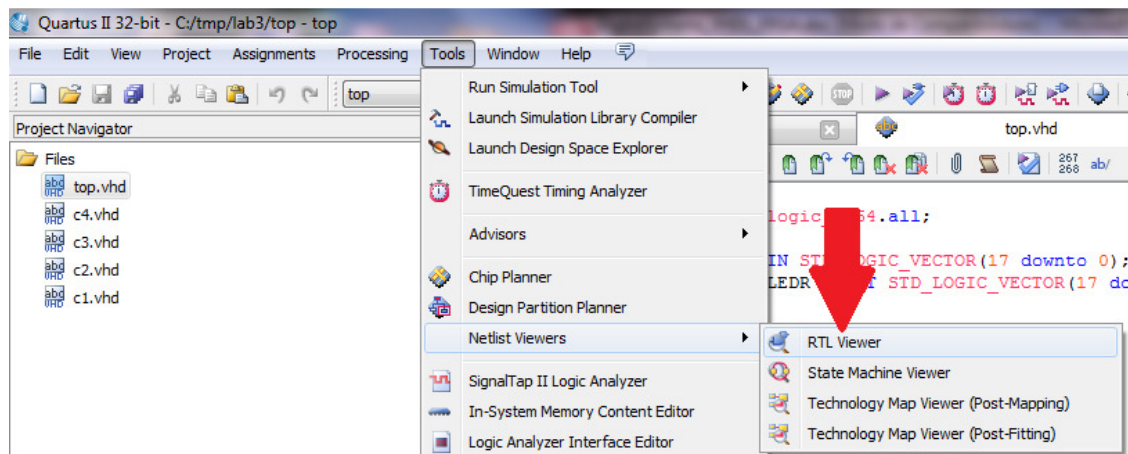 Quartus II 32-bit - C:/tmp/lab3/top - top
File Edit View Project Assignments Processing Tools Window Help
top
Project Navigator
Files
top.vhd
c4.vhd
c3.vhd
c2.vhd
c1.vhd
Run Simulation Tool
Launch Simulation Library Compiler
Launch Design Space Explorer
TimeQuest Timing Analyzer
Advisors
Chip Planner
Design Partition Planner
Netlist Viewers
SignalTap II Logic Analyzer
In-System Memory Content Editor
Logic Analyzer Interface Editor
STOP
top.vhd
267
268 ab/
64.all;
IN LOGIC_VECTOR(17 downto 0);
LEDR STD_LOGIC_VECTOR(17
RTL Viewer
State Machine Viewer
Technology Map Viewer (Post-Mapping)
Technology Map Viewer (Post-Fitting)